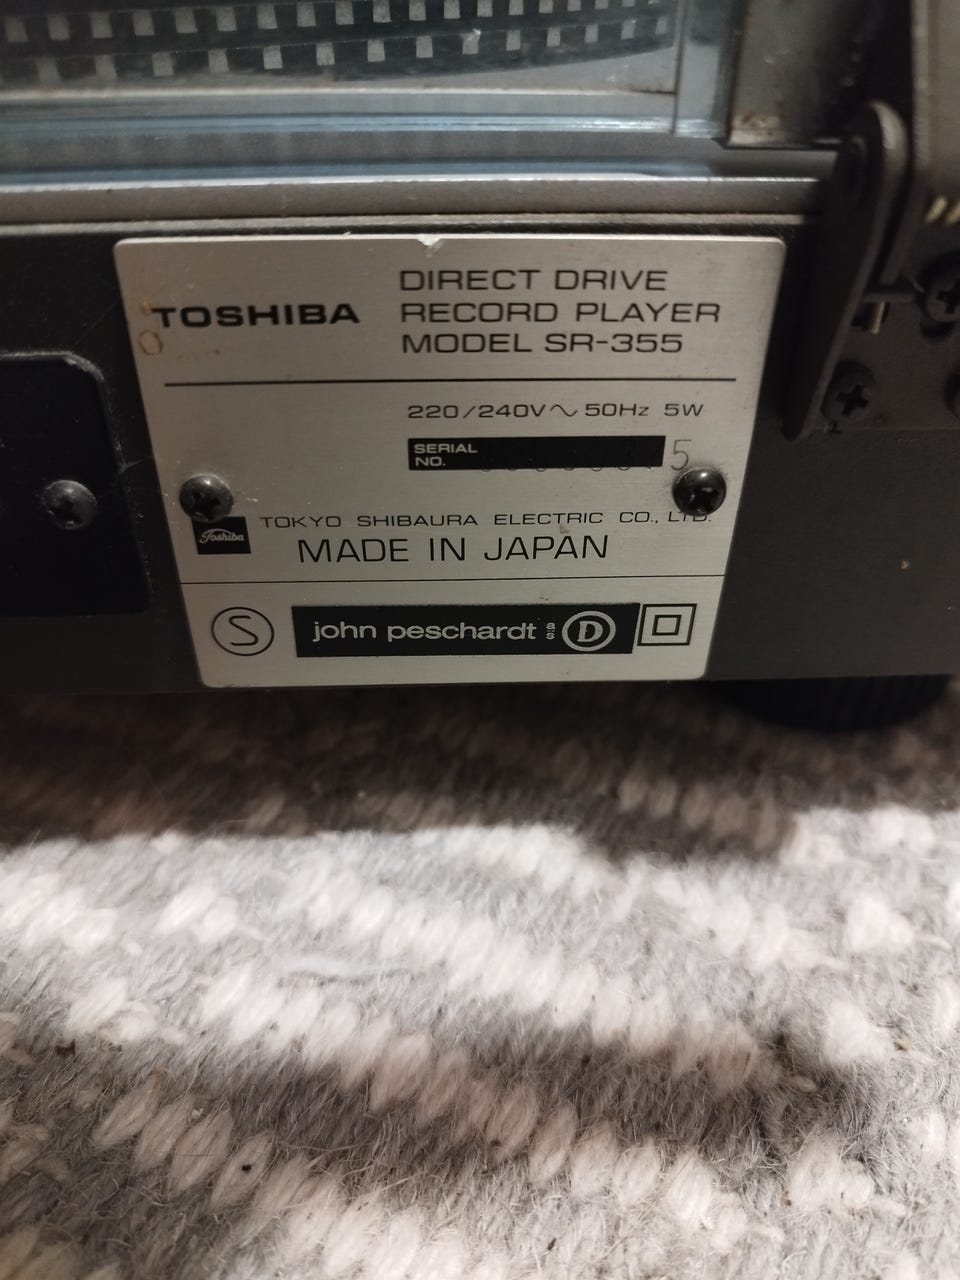 TOSHIBA
DIRECT DRIVE
RECORD PLAYER
MODEL SR-355
220/240V~ 50Hz 5W
SERIAL
NO.
5
Toshiba
TOKYO SHIBAURA ELECTRIC CO., LTD.
MADE IN JAPAN
S
john peschardt a/s D